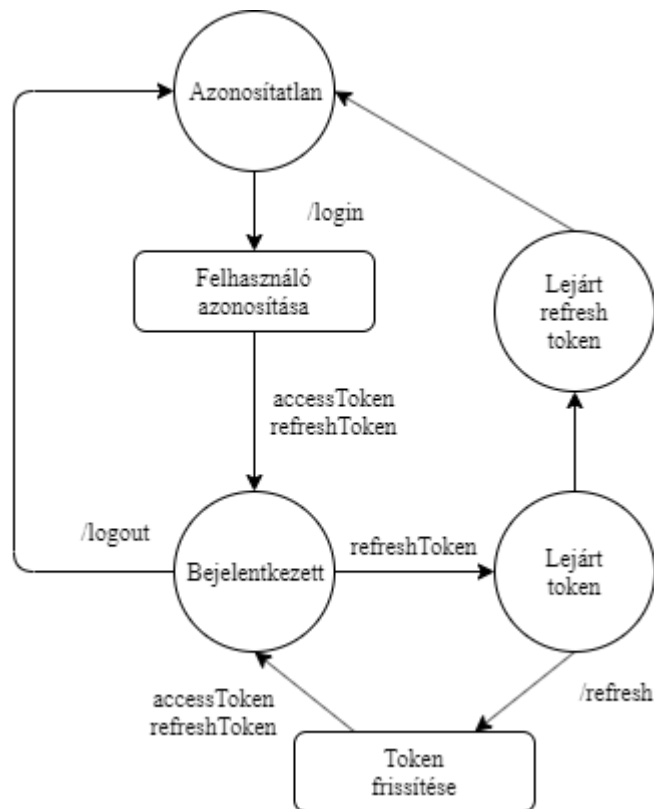 Azonosítatlan
/login
Felhasználó
azonosítása
Lejárt
refresh
token
accessToken
refreshToken
/logout
Bejelentkezett
refreshToken
Lejárt
token
/refresh
accessToken
refreshToken
Token
frissítése